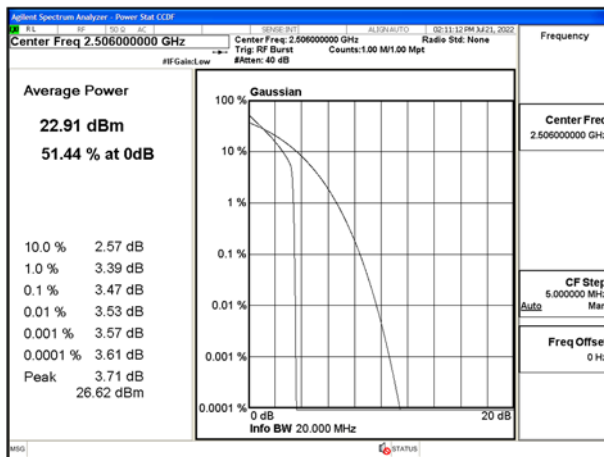 Agilent Spectrum Analyzer - Power Stat CCDF
RL RF 50 Ω AC SENSE:INT ALIGNAUTO 02:11:12 PM Jul 21, 2022
Center Freq 2.506000000 GHz Center Freq: 2.506000000 GHz Radio Std: None
Trig: RF Burst Counts:1.00 M/1.00 Mpt
#IFGain:Low #Atten: 40 dB
Frequency
Average Power
22.91 dBm
51.44 % at 0dB
10.0 % 2.57 dB
1.0 % 3.39 dB
0.1 % 3.47 dB
0.01 % 3.53 dB
0.001 % 3.57 dB
0.0001 % 3.61 dB
Peak 3.71 dB
26.62 dBm
Gaussian
100 %
10 %
1 %
0.1 %
0.01 %
0.001 %
0.0001 %
0 dB 20 dB
Info BW 20.000 MHz
Center Freq
2.506000000 GHz
CF Step
5.000000 MHz
Auto Man
Freq Offset
0 Hz
MSG STATUS